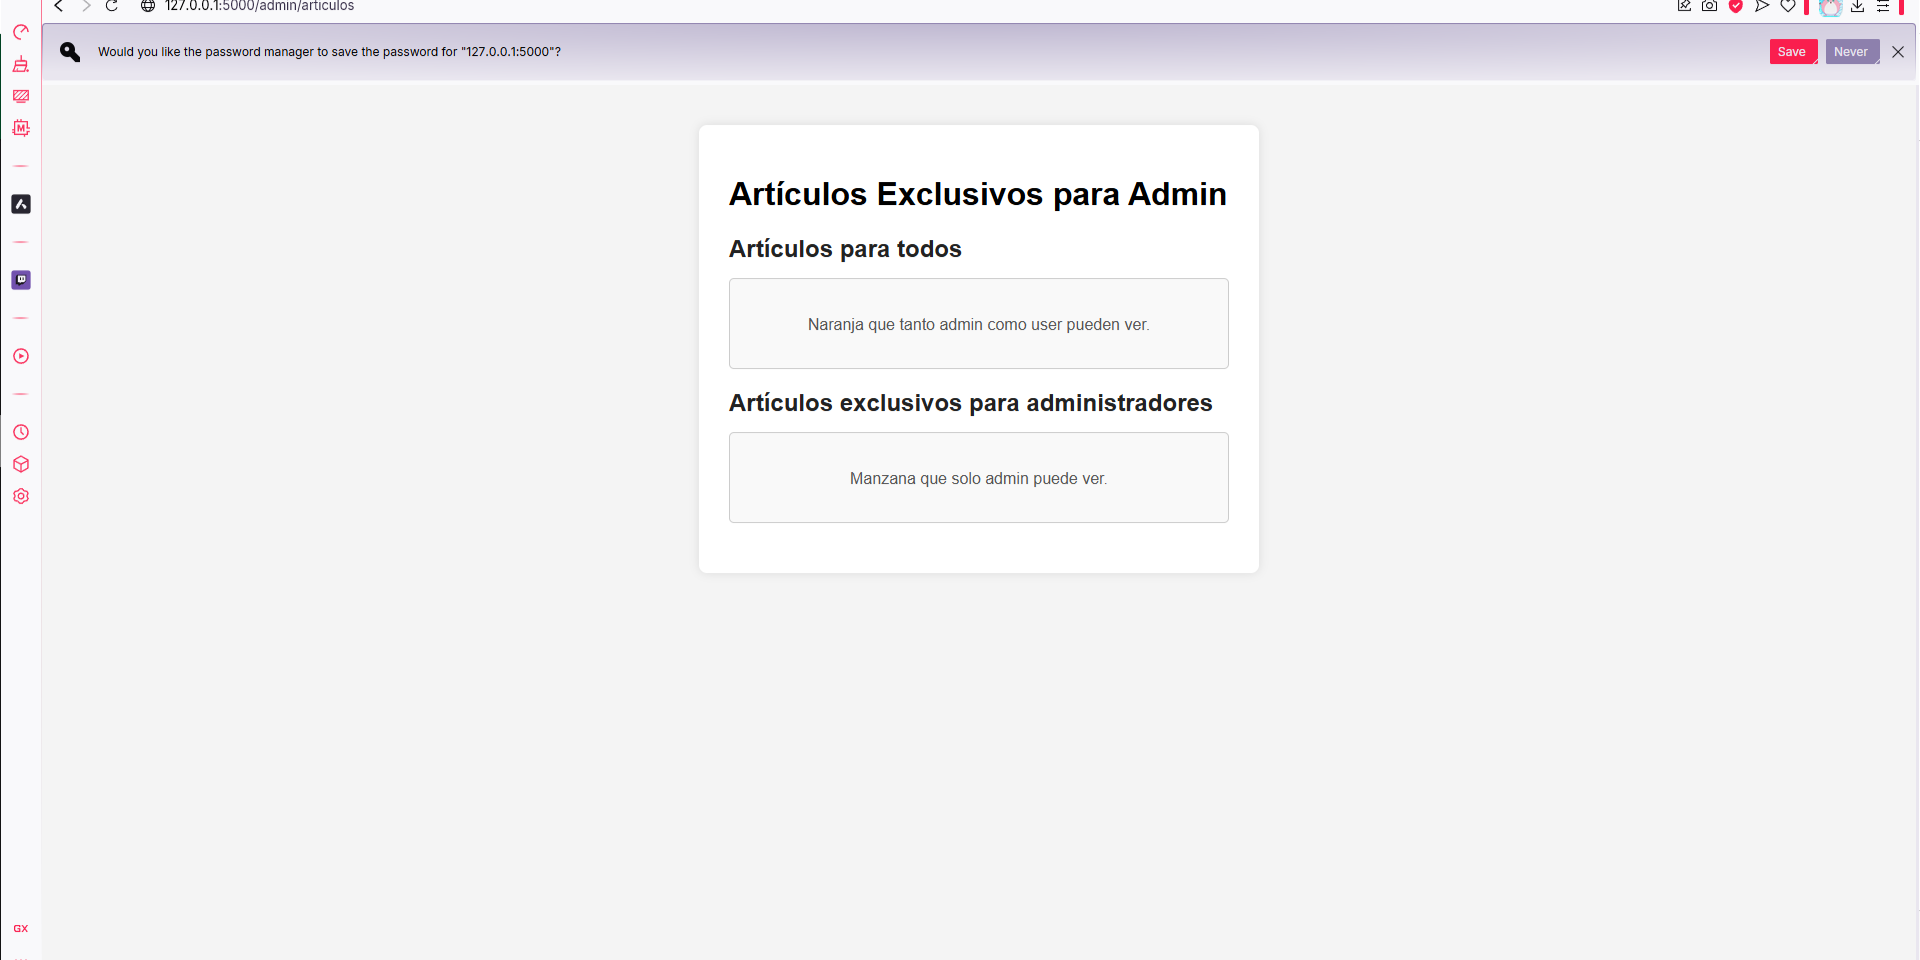 127.0.0.1:5000/admin/articulos
Would you like the password manager to save the password for "127.0.0.1:5000"?
Save
Never
M
Artículos Exclusivos para Admin
Artículos para todos
Naranja que tanto admin como user pueden ver.
Artículos exclusivos para administradores
Manzana que solo admin puede ver.
GX